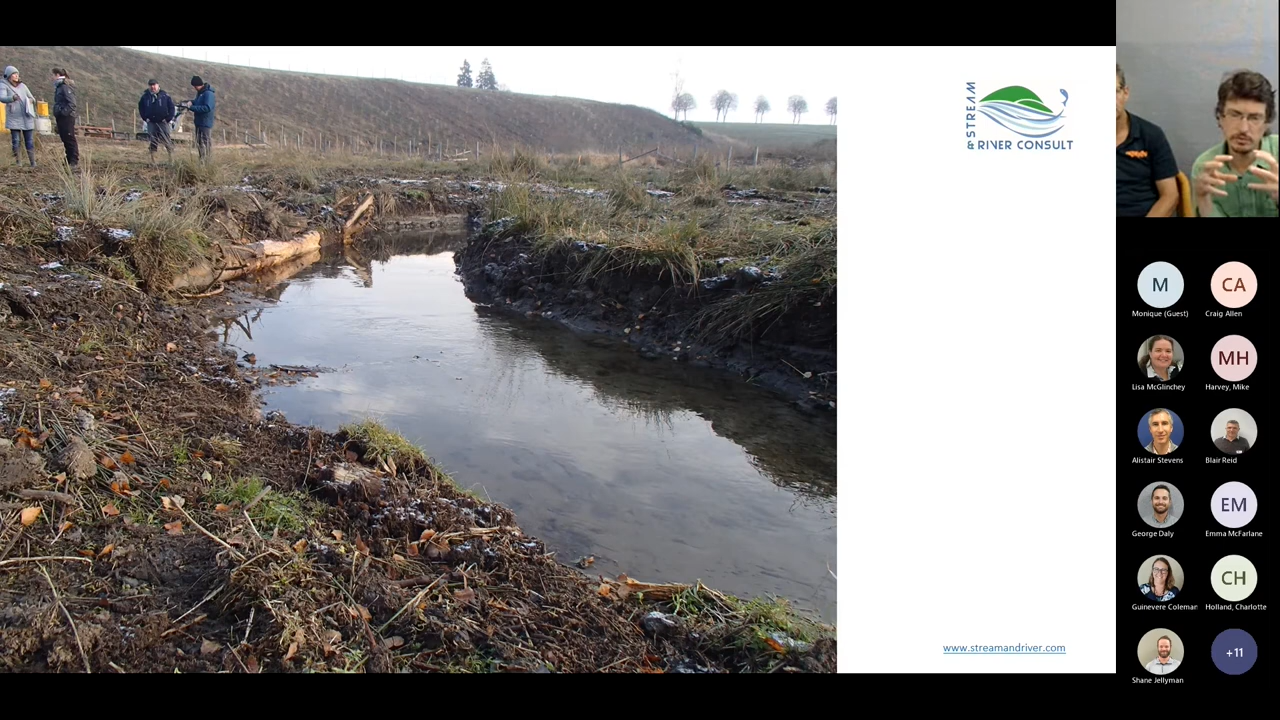 & STREAM
RIVER CONSULT
www.streamandriver.com
M
CA
Monique (Guest)
Craig Allen
MH
Lisa McGlinchey
Harvey, Mike
Alistair Stevens
Blair Reid
EM
George Daly
Emma McFarlane
CH
Guinevere Coleman
Holland, Charlotte
+11
Shane Jellyman